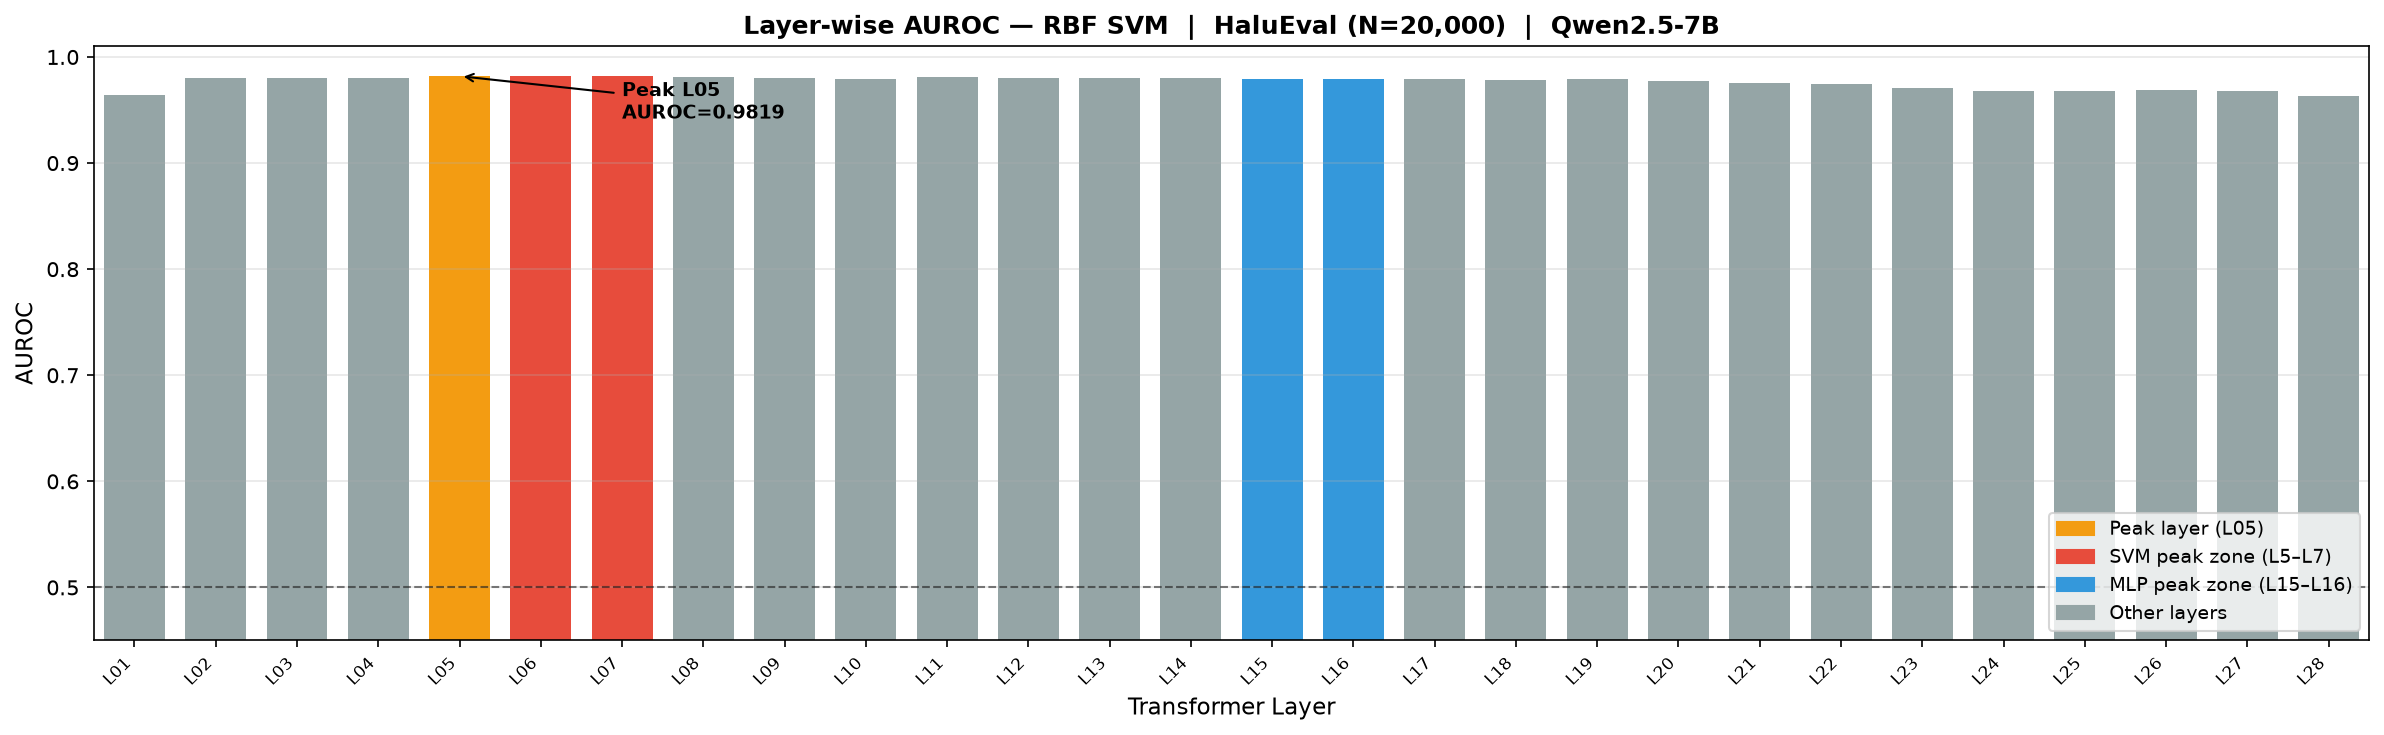 Layer-wise AUROC — RBF SVM | HaluEval (N=20,000) | Qwen2.5-7B
1.0
0.9
0.8
0.7
0.6
0.5
AUROC
Peak L05
AUROC=0.9819
Peak layer (L05)
SVM peak zone (L5–L7)
MLP peak zone (L15–L16)
Other layers
L01 L02 L03 L04 L05 L06 L07 L08 L09 L10 L11 L12 L13 L14 L15 L16 L17 L18 L19 L20 L21 L22 L23 L24 L25 L26 L27 L28
Transformer Layer